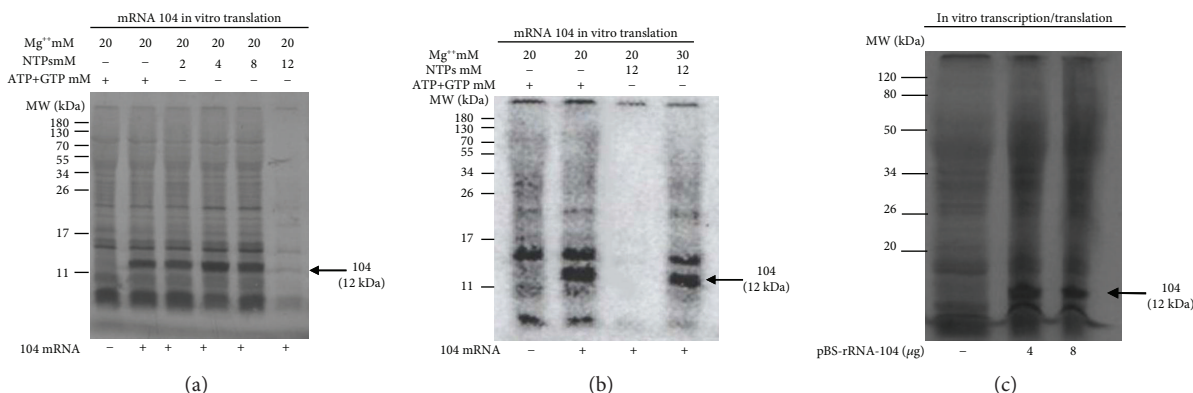 mRNA 104 in vitro translation
Mg⁺⁺mM 20 20 20 20 20 20
NTPsmM – – 2 4 8 12
ATP+GTP mM + + – – – –
MW (kDa)
180
130
70
55
34
26
17
11
104
(12 kDa)
104 mRNA – + + + + +
(a)
mRNA 104 in vitro translation
Mg⁺⁺mM 20 20 20 30
NTPs mM – – 12 12
ATP+GTP mM + + – –
MW (kDa)
180
130
70
55
34
26
17
11
104
(12 kDa)
104 mRNA – + + +
(b)
In vitro transcription/translation
MW (kDa)
120
80
50
34
26
20
104
(12 kDa)
pBS-rRNA-104 (μg) – 4 8
(c)